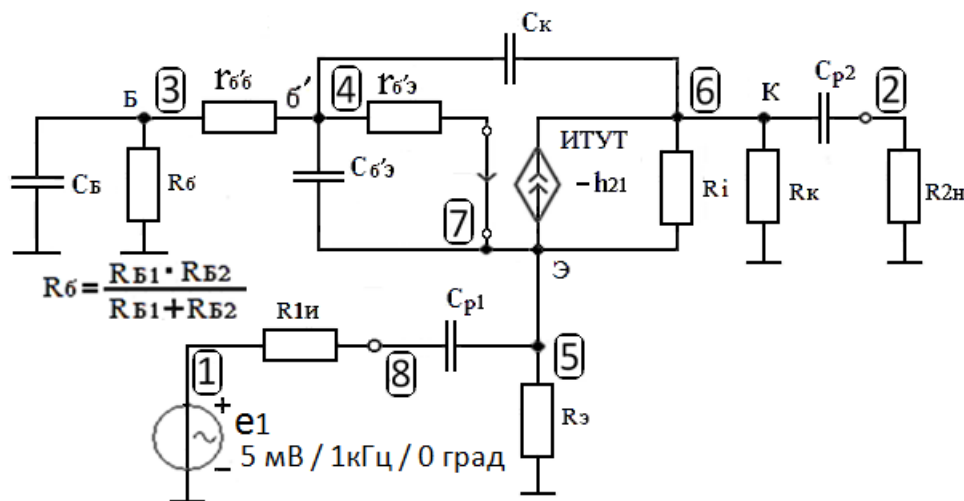 Cк
3
Б
rб'б
б'
4
rб'э
6
К
Cр2
2
CБ
Rб
Cб'э
ИТУТ
-h21
Ri
Rк
R2н
7
Э
Rб = RБ1 · RБ2
RБ1+RБ2
R1и
Cр1
1
8
5
Rэ
+
e1
–
5 мВ / 1кГц / 0 град